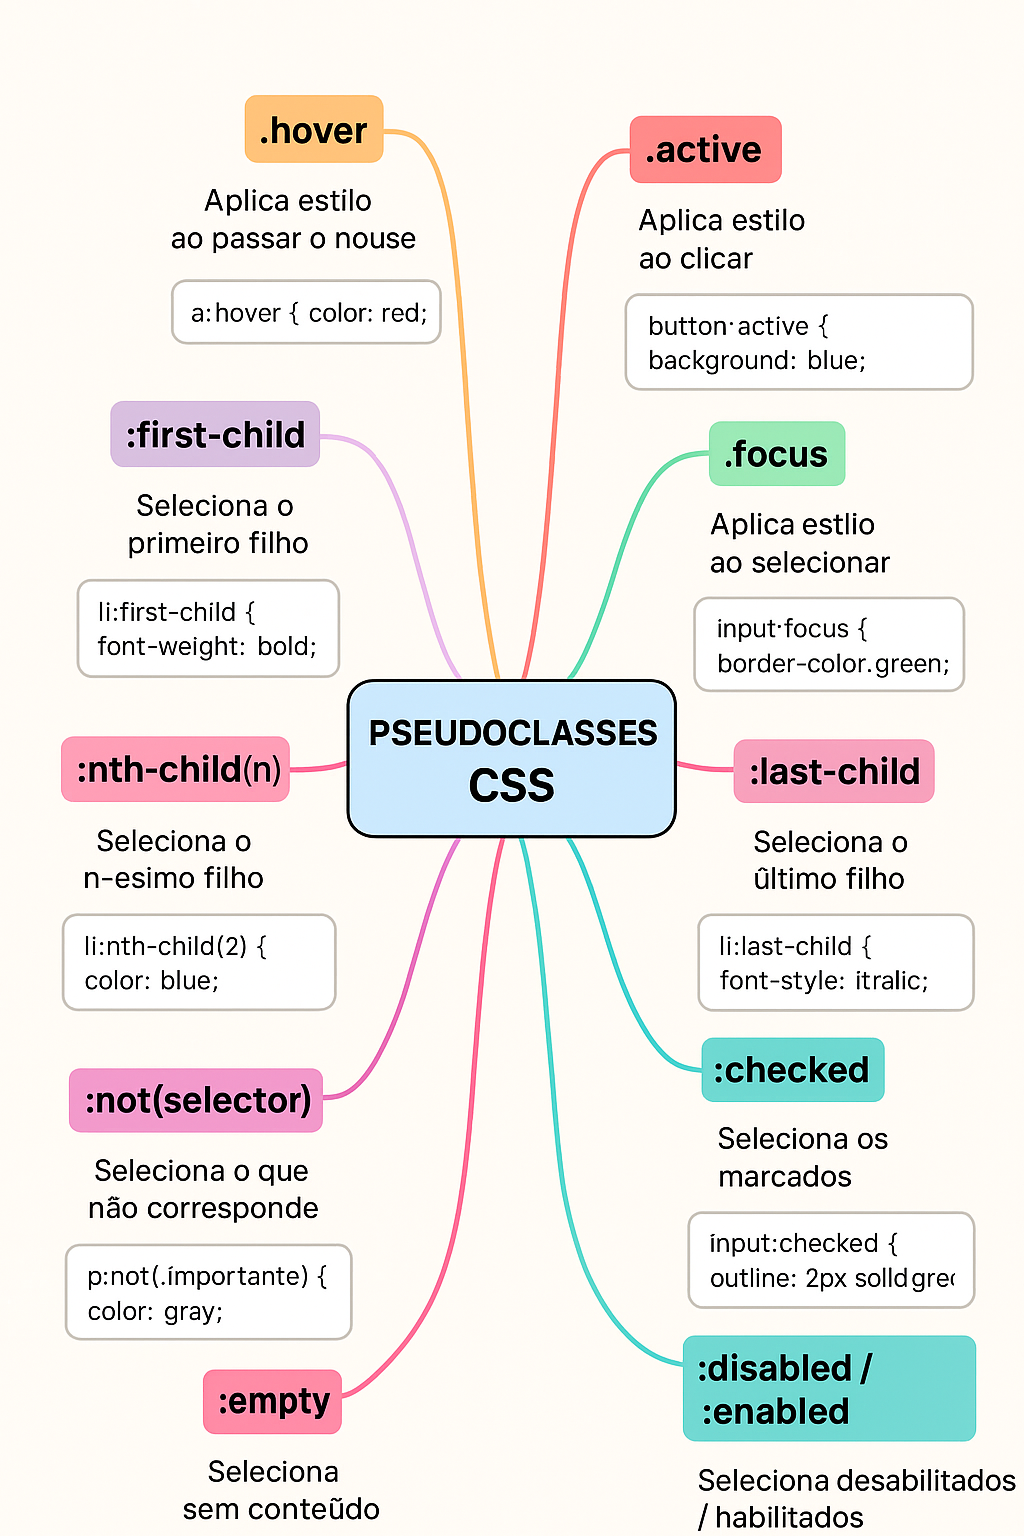 .hover
Aplica estilo
ao passar o nouse
a:hover { color: red;
.active
Aplica estilo
ao clicar
button·active {
background: blue;
:first-child
Seleciona o
primeiro filho
li:first-child {
font-weight: bold;
.focus
Aplica estlio
ao selecionar
input·focus {
border-color.green;
PSEUDOCLASSES
CSS
:nth-child(n)
Seleciona o
n-esimo filho
li:nth-child(2) {
color: blue;
:last-child
Seleciona o
ûltimo filho
li:last-child {
font-style: itralic;
:not(selector)
Seleciona o que
não corresponde
p:not(.ímportante) {
color: gray;
:checked
Seleciona os
marcados
ínput:checked {
outline: 2px solld gre
:empty
Seleciona
sem conteũdo
:disabled /
:enabled
Seleciona desabilitados
/ habilitados